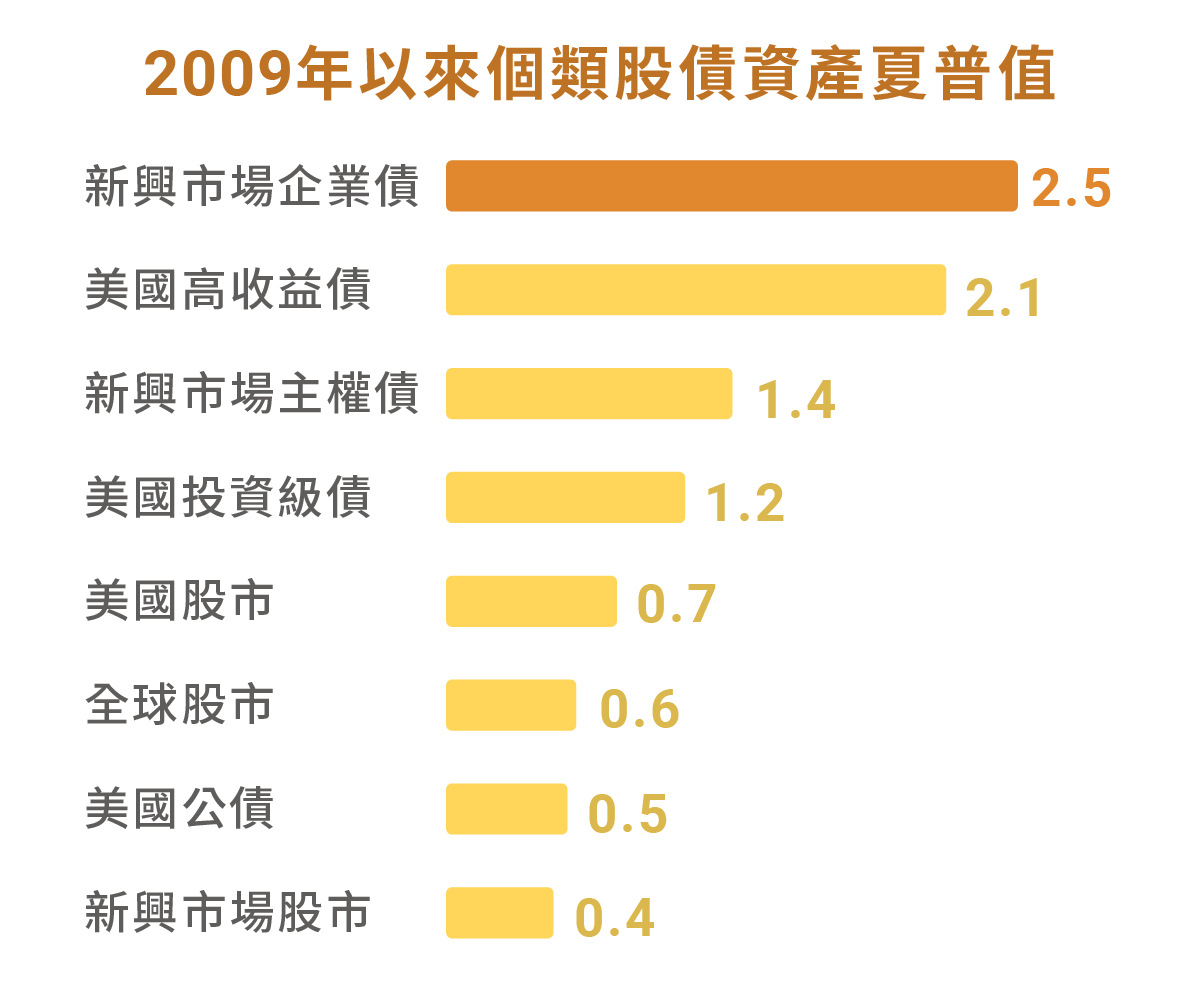 2009年以來個類股債資產夏普值
新興市場企業債 2.5
美國高收益債 2.1
新興市場主權債 1.4
美國投資級債 1.2
美國股市 0.7
全球股市 0.6
美國公債 0.5
新興市場股市 0.4